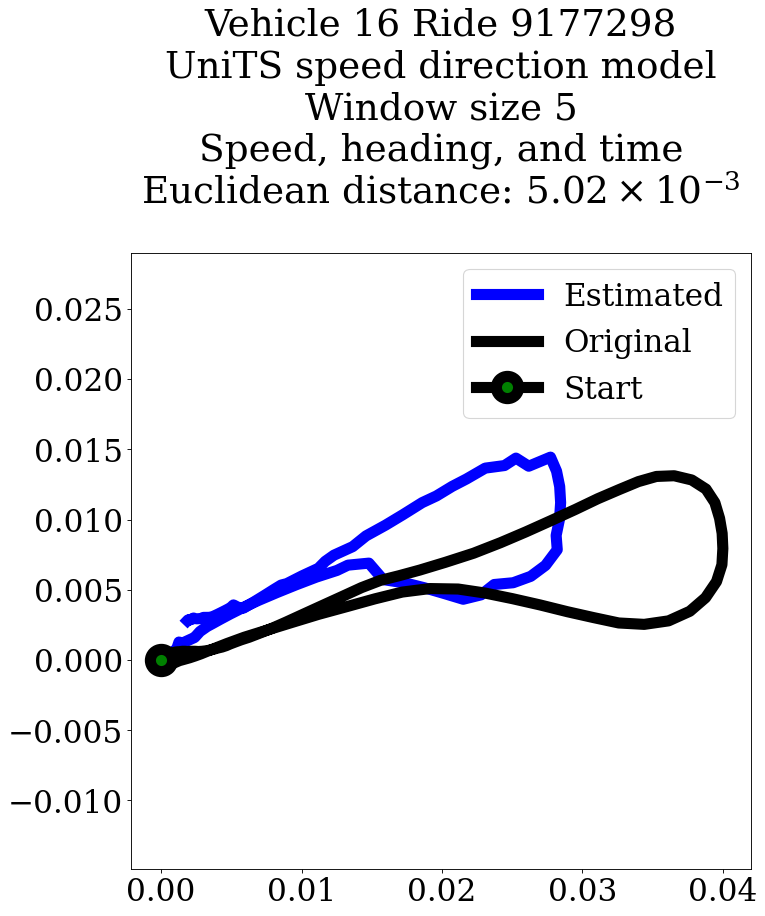 Vehicle 16 Ride 9177298
UniTS speed direction model
Window size 5
Speed, heading, and time
Euclidean distance: 5.02 × 10⁻³
Estimated
Original
Start
0.025
0.020
0.015
0.010
0.005
0.000
−0.005
−0.010
0.00 0.01 0.02 0.03 0.04